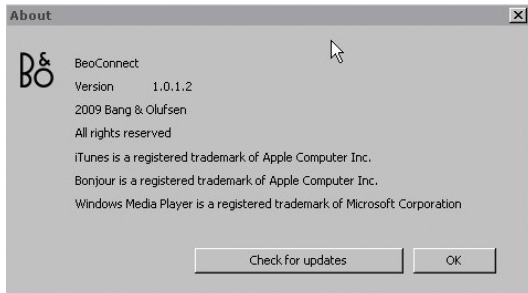 About
B&O
BeoConnect
Version 1.0.1.2
2009 Bang & Olufsen
All rights reserved
iTunes is a registered trademark of Apple Computer Inc.
Bonjour is a registered trademark of Apple Computer Inc.
Windows Media Player is a registered trademark of Microsoft Corporation
Check for updates
OK